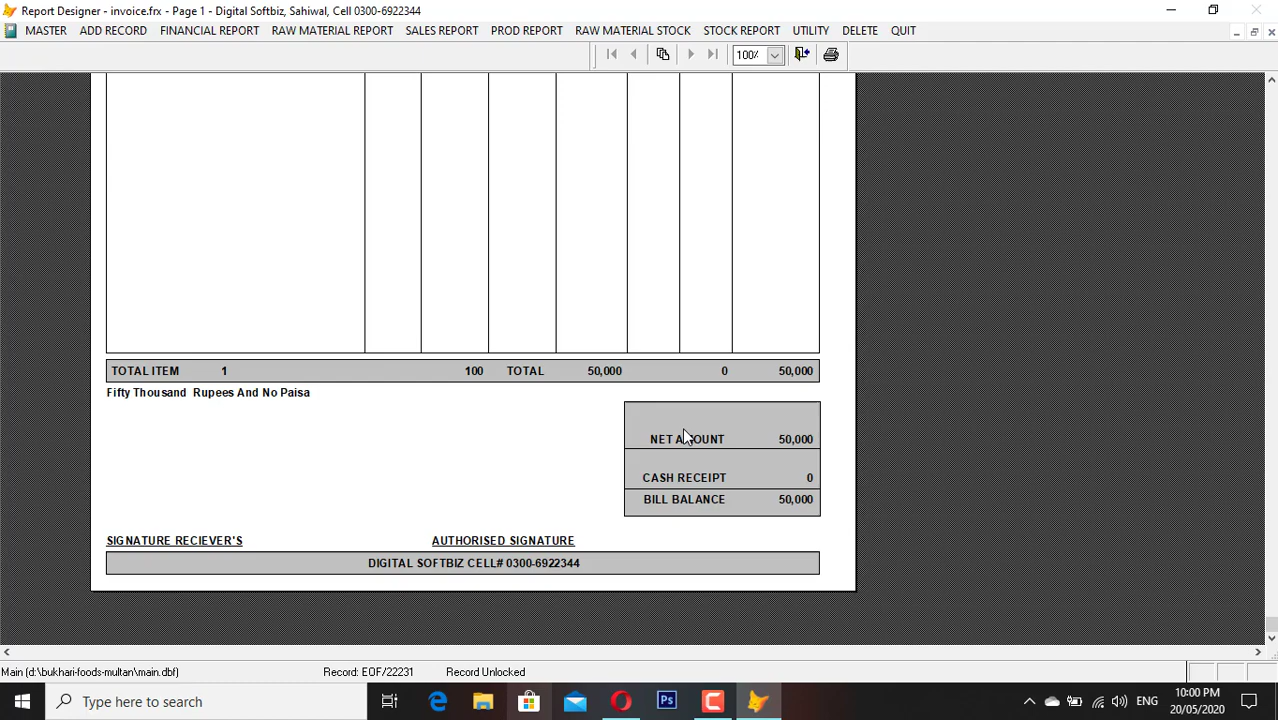 Report Designer - invoice.frx - Page 1 - Digital Softbiz, Sahiwal, Cell 0300-6922344
MASTER ADD RECORD FINANCIAL REPORT RAW MATERIAL REPORT SALES REPORT PROD REPORT RAW MATERIAL STOCK STOCK REPORT UTILITY DELETE QUIT
100%
TOTAL ITEM 1 100 TOTAL 50,000 0 50,000
Fifty Thousand Rupees And No Paisa
NET AMOUNT 50,000
CASH RECEIPT 0
BILL BALANCE 50,000
SIGNATURE RECIEVER'S AUTHORISED SIGNATURE
DIGITAL SOFTBIZ CELL# 0300-6922344
Main (d:\bukhari-foods-multan\main.dbf) Record: EOF/22231 Record Unlocked
Type here to search
Ps
ENG
10:00 PM
20/05/2020